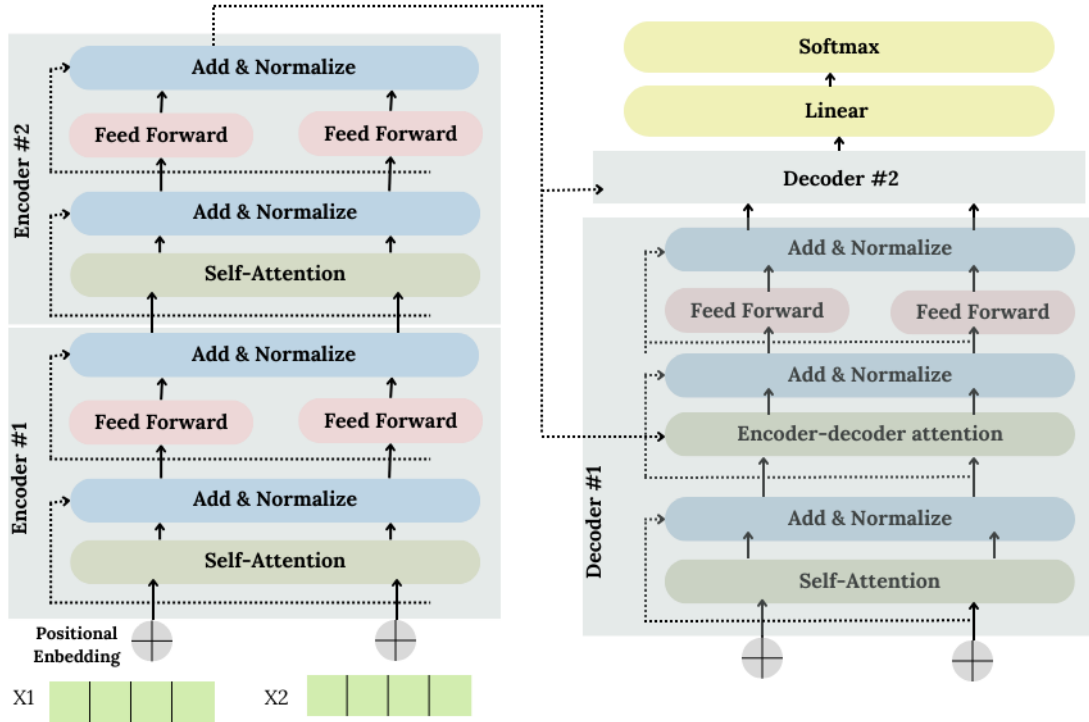 Encoder #2
Add & Normalize
Feed Forward
Feed Forward
Add & Normalize
Self-Attention
Encoder #1
Add & Normalize
Feed Forward
Feed Forward
Add & Normalize
Self-Attention
Positional
Enbedding
X1
X2
Softmax
Linear
Decoder #2
Decoder #1
Add & Normalize
Feed Forward
Feed Forward
Add & Normalize
Encoder-decoder attention
Add & Normalize
Self-Attention